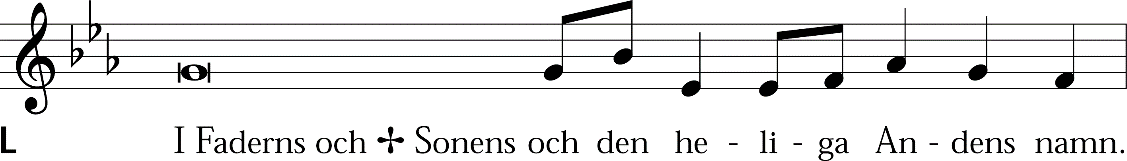 L I Faderns och ✢ Sonens och den he - li - ga An - dens namn.